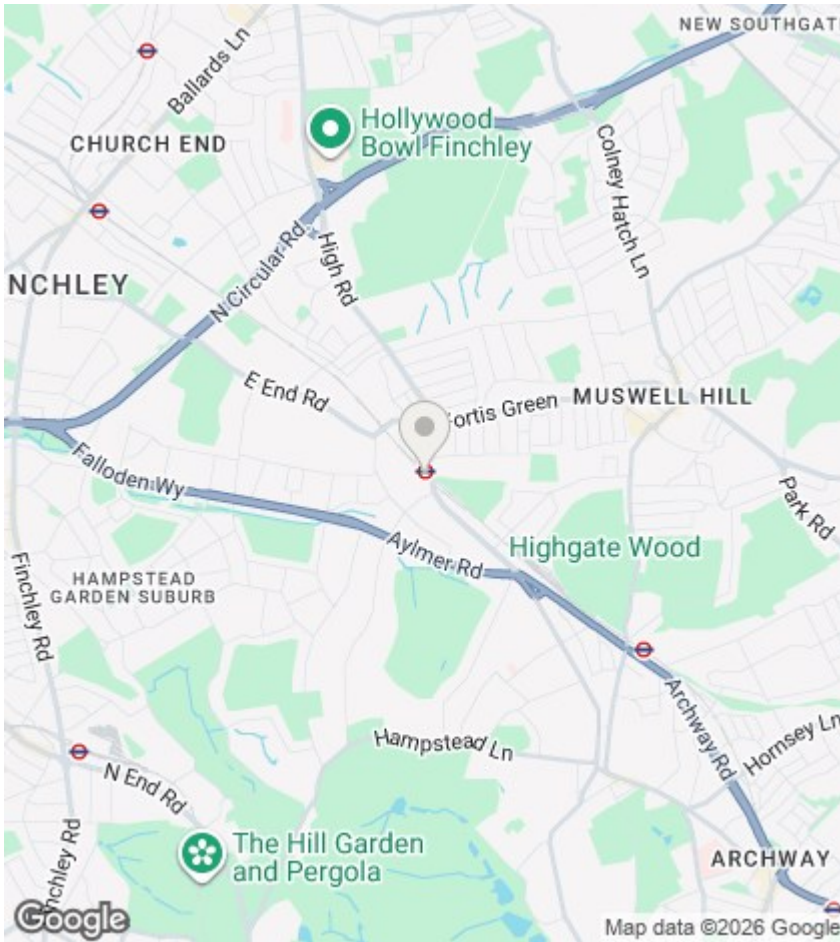 NEW SOUTHGAT
Ballards Ln
Hollywood
Bowl Finchley
CHURCH END
Colney Hatch Ln
N Circular Rd
High Rd
NCHLEY
E End Rd
Fortis Green
MUSWELL HILL
Falloden Wy
Park Rd
Aylmer Rd
Highgate Wood
HAMPSTEAD
GARDEN SUBURB
Finchley Rd
Archway Rd
Hampstead Ln
Hornsey Ln
N End Rd
The Hill Garden
and Pergola
Finchley Rd
ARCHWAY
Google
Map data ©2026 Google